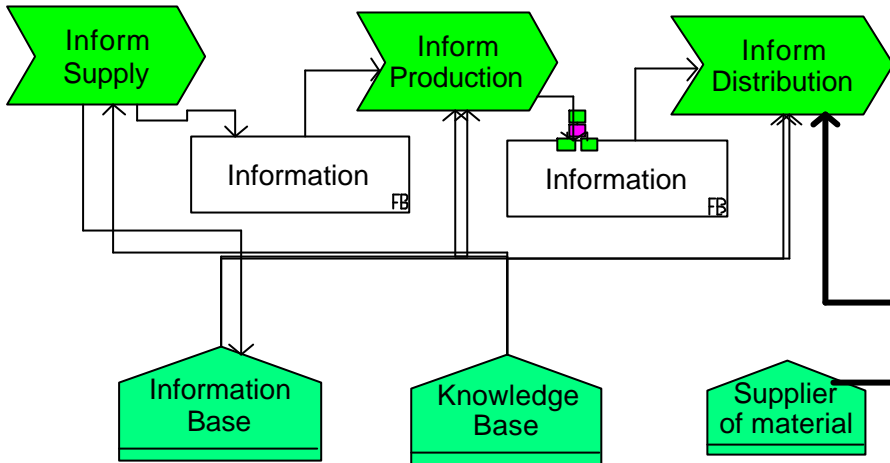 Inform
Supply
Inform
Production
Inform
Distribution
Information
FB
Information
FB
Information
Base
Knowledge
Base
Supplier
of material